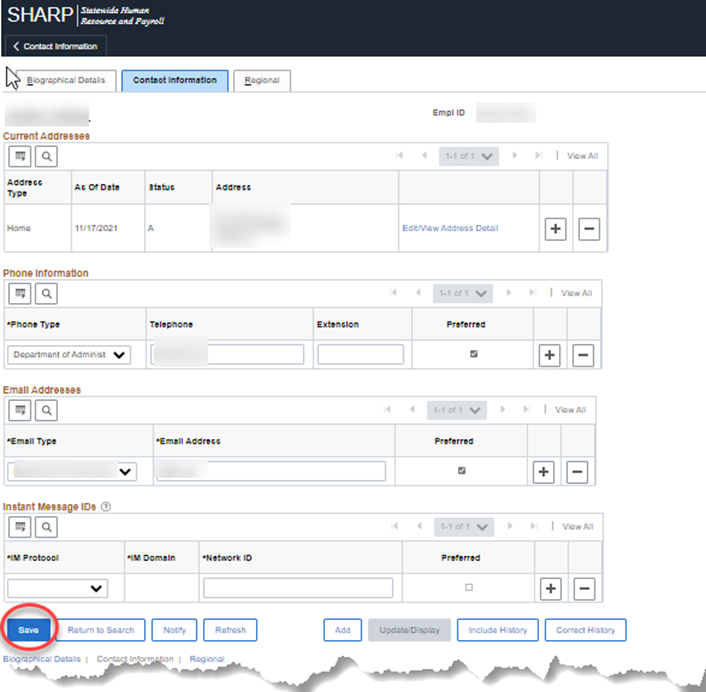 SHARP Statewide Human
Resource and Payroll
Contact Information
Biographical Details Contact Information Regional
Empl ID
Current Addresses
1-1 of 1 | View All
Address Type As Of Date Status Address
Home 11/17/2021 A Edit/View Address Detail + −
Phone Information
1-1 of 1 | View All
*Phone Type Telephone Extension Preferred
Department of Administ + −
Email Addresses
1-1 of 1 | View All
*Email Type *Email Address Preferred
+ −
Instant Message IDs ?
1-1 of 1 | View All
*IM Protocol *IM Domain *Network ID Preferred
+ −
Save Return to Search Notify Refresh Add Update/Display Include History Correct History
Biographical Details | Contact Information | Regional